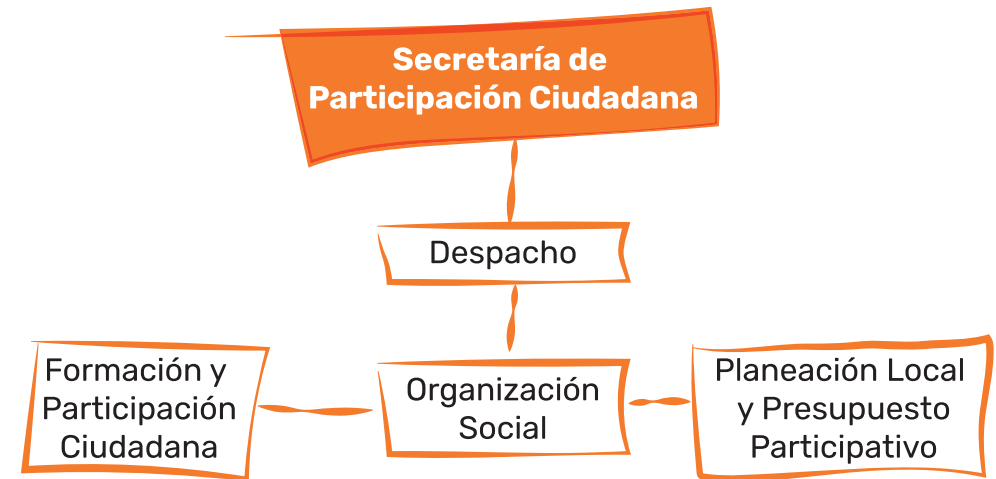 Secretaría de
Participación Ciudadana
Despacho
Formación y
Participación
Ciudadana
Organización
Social
Planeación Local
y Presupuesto
Participativo